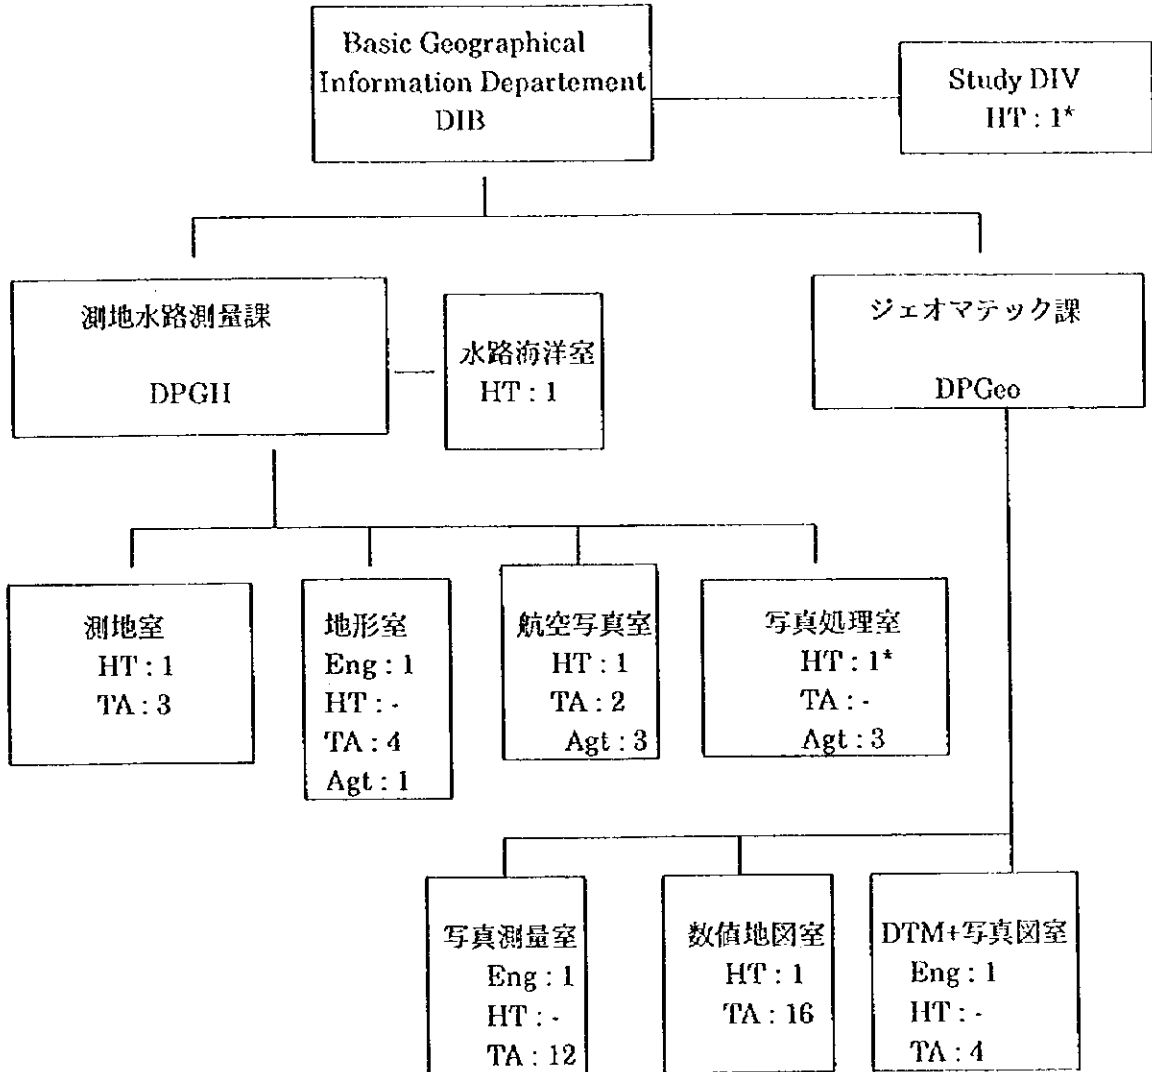 Basic Geographical
Information Departement
DIB
Study DIV
HT : 1*
測地水路測量課
DPGH
水路海洋室
HT : 1
ジェオマテック課
DPGeo
測地室
HT : 1
TA : 3
地形室
Eng : 1
HT : -
TA : 4
Agt : 1
航空写真室
HT : 1
TA : 2
Agt : 3
写真処理室
HT : 1*
TA : -
Agt : 3
写真測量室
Eng : 1
HT : -
TA : 12
数値地図室
HT : 1
TA : 16
DTM+写真図室
Eng : 1
HT : -
TA : 4